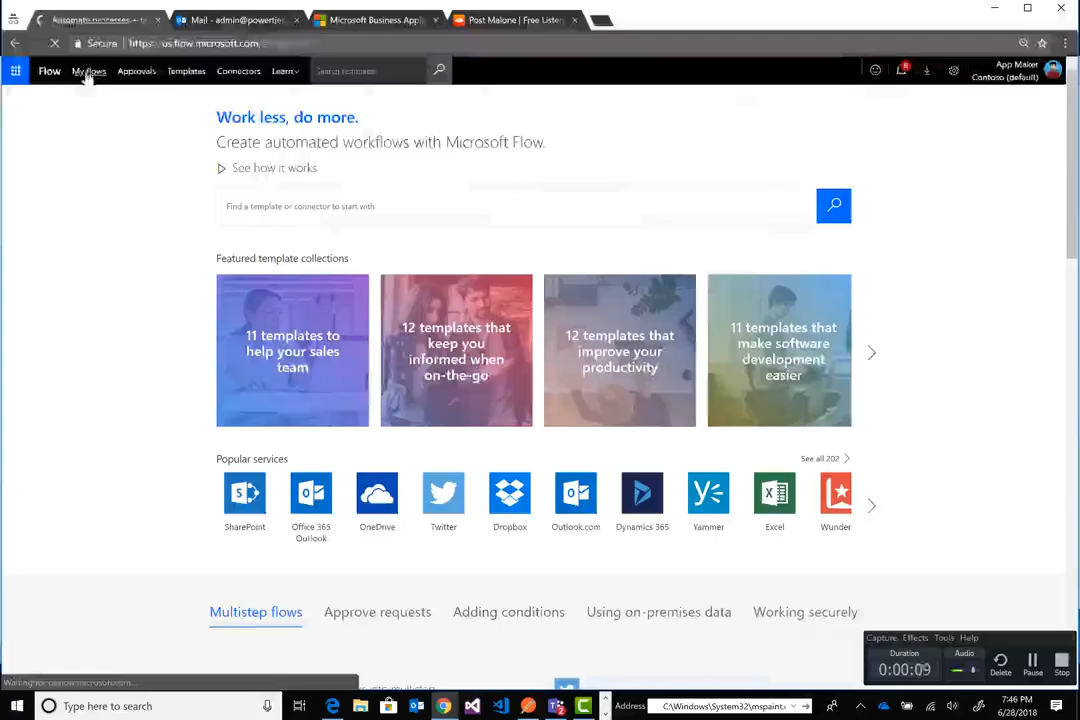 Automate processes + t
Mail - admin@powertie
Microsoft Business Appli
Post Malone | Free Listen
Secure | https://us.flow.microsoft.com/
Flow My flows Approvals Templates Connectors Learn
App Maker
Contoso (default)
Work less, do more.
Create automated workflows with Microsoft Flow.
See how it works
Find a template or connector to start with
Featured template collections
11 templates to
help your sales
team
12 templates that
keep you
informed when
on-the-go
12 templates that
improve your
productivity
11 templates that
make software
development
easier
Popular services
See all 202
SharePoint
Office 365
Outlook
OneDrive
Twitter
Dropbox
Outlook.com
Dynamics 365
Yammer
Excel
Wunder
Multistep flows Approve requests Adding conditions Using on-premises data Working securely
Capture Effects Tools Help
Duration
0:00:09
Audio
Delete Pause Stop
Type here to search
Address C:\Windows\System32\mspaint.
7:46 PM
6/28/2018